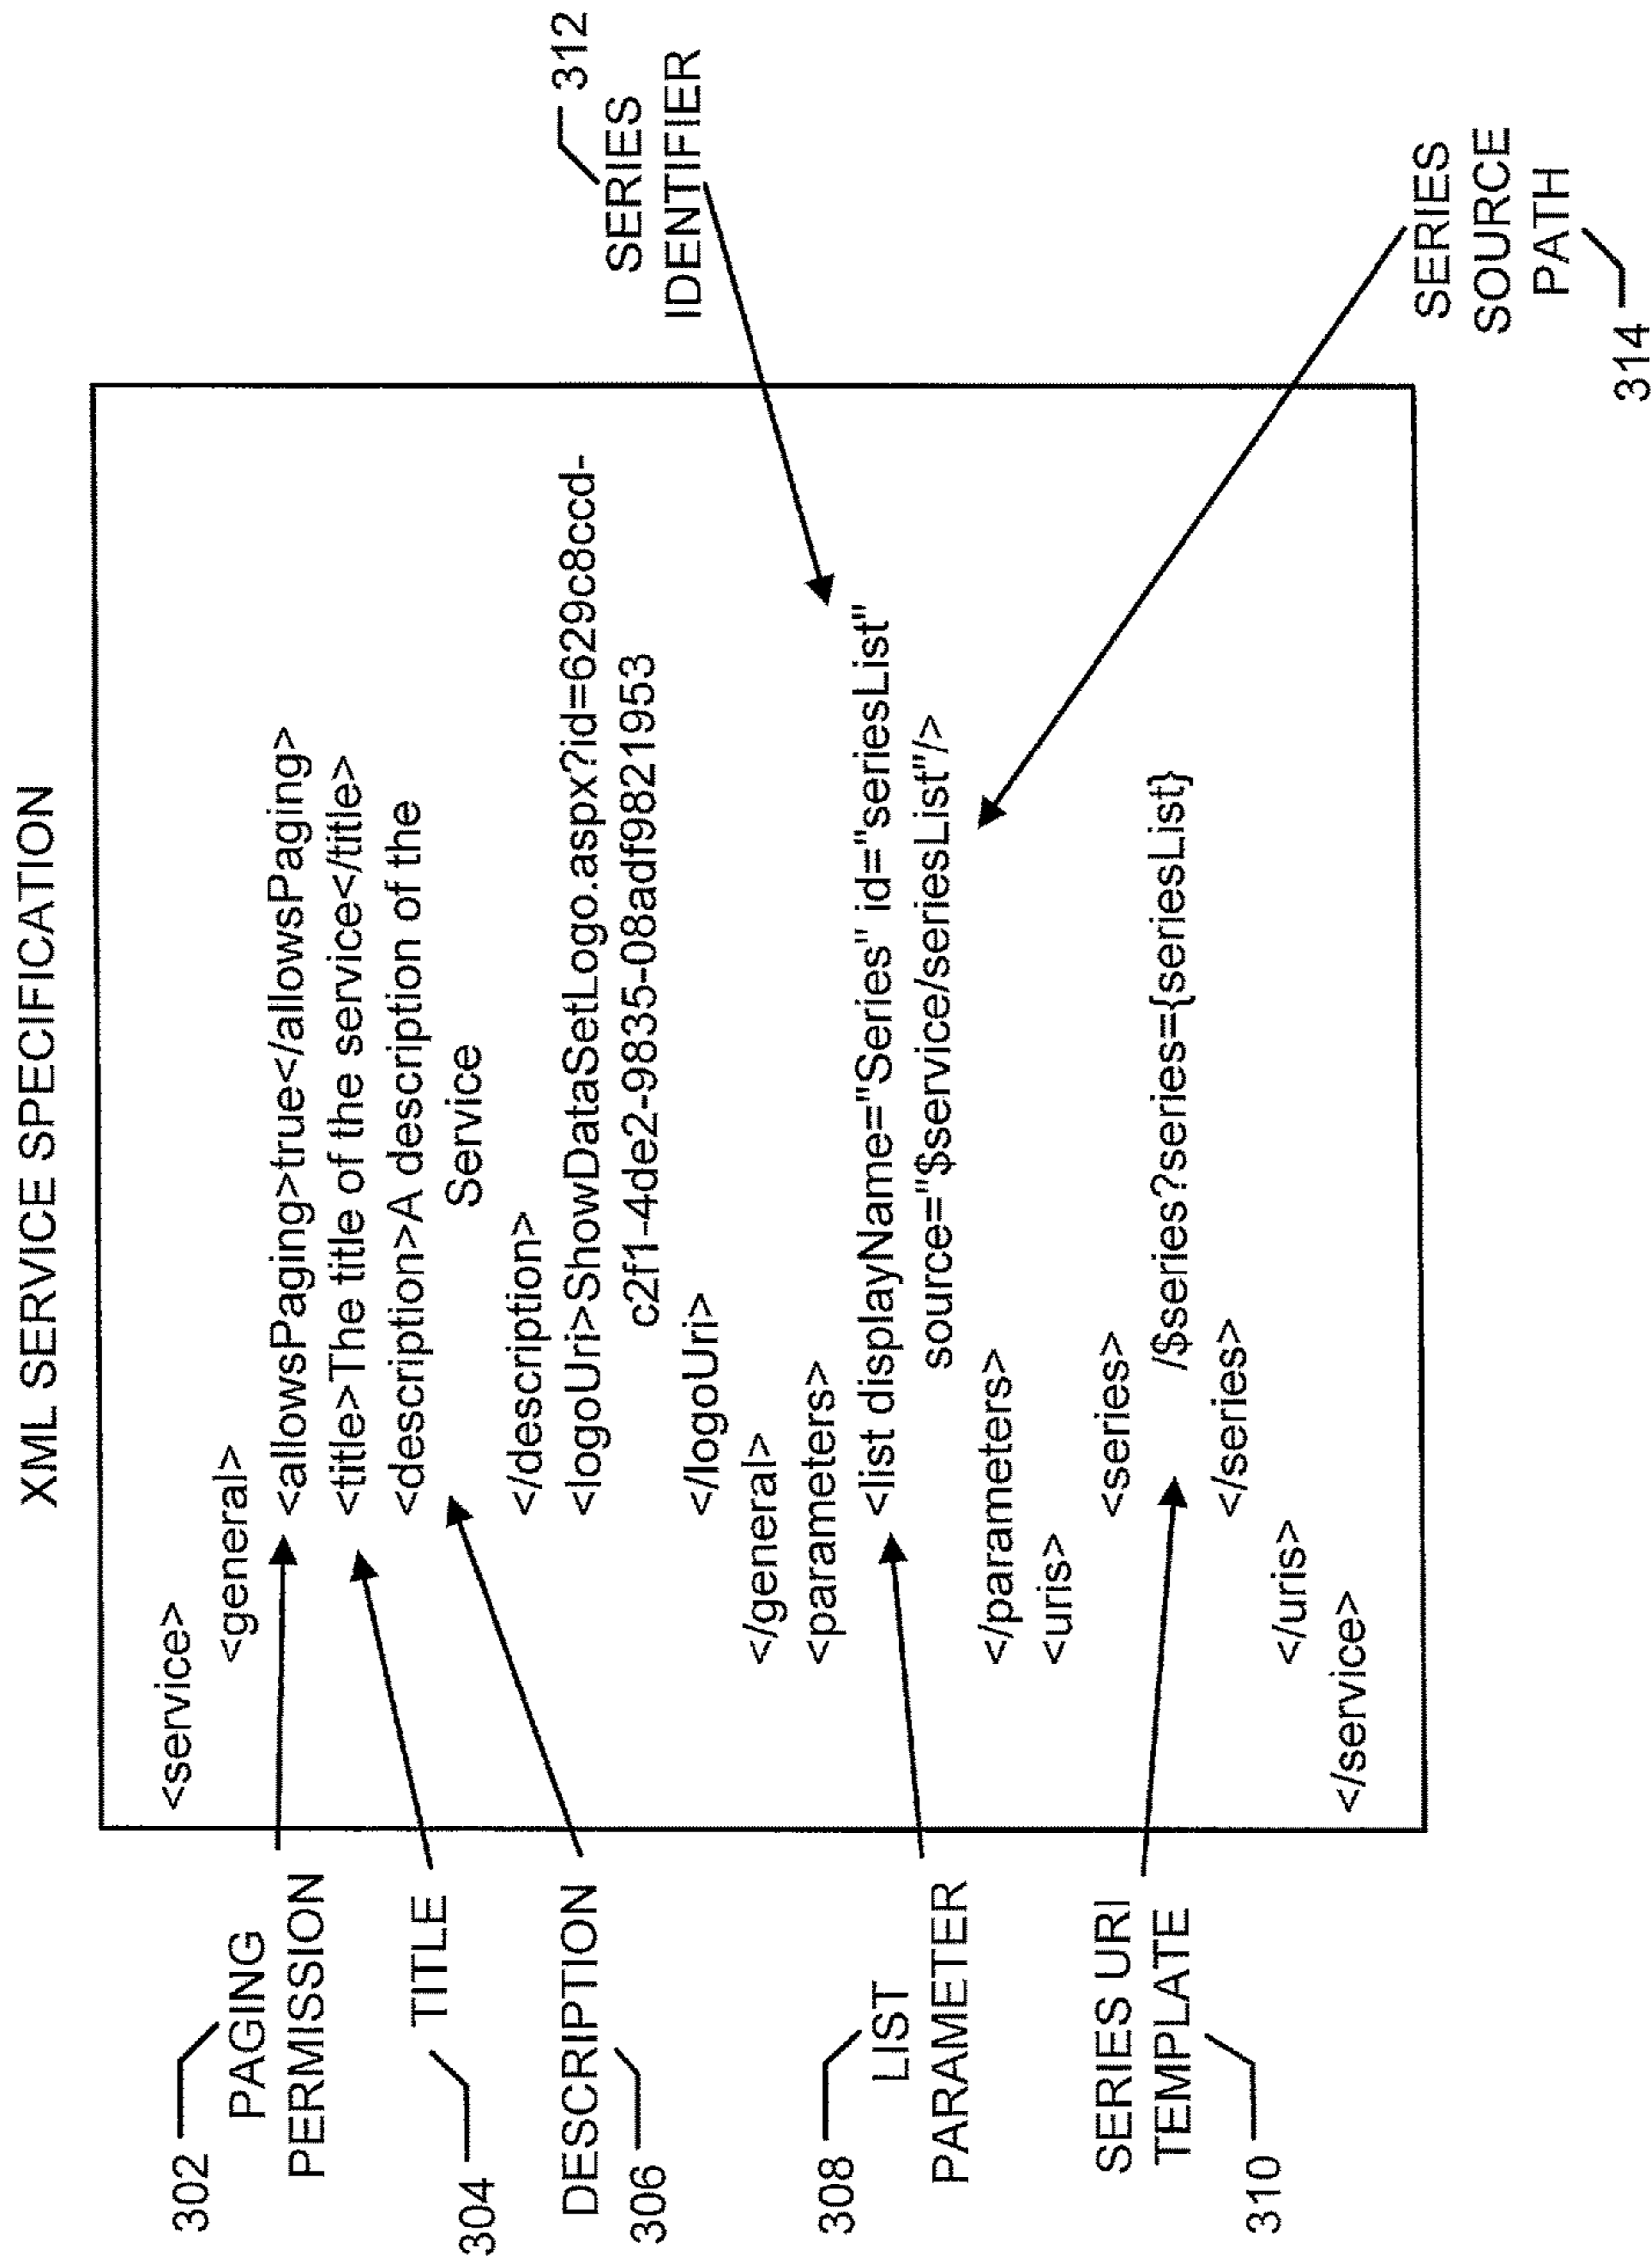 XML SERVICE SPECIFICATION
<service>
<general>
<allowsPaging>true</allowsPaging>
<title>The title of the service</title>
<description>A description of the
Service
</description>
<logoUri>ShowDataSetLogo.aspx?id=629c8ccd-
c2f1-4de2-9835-08adf9821953
</logoUri>
</general>
<parameters>
<list displayName="Series" id="seriesList"
source="$service/seriesList"/>
</parameters>
<uris>
<series>
/$series?series={seriesList}
</series>
</uris>
</service>
302
PAGING
PERMISSION
304
TITLE
DESCRIPTION
306
308
LIST
PARAMETER
SERIES URI
TEMPLATE
310
312
SERIES
IDENTIFIER
SERIES
SOURCE
PATH
314